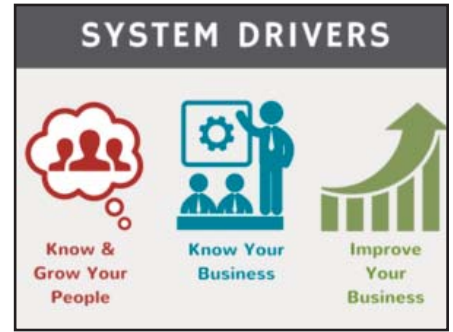 SYSTEM DRIVERS
Know &
Grow Your
People
Know Your
Business
Improve
Your
Business